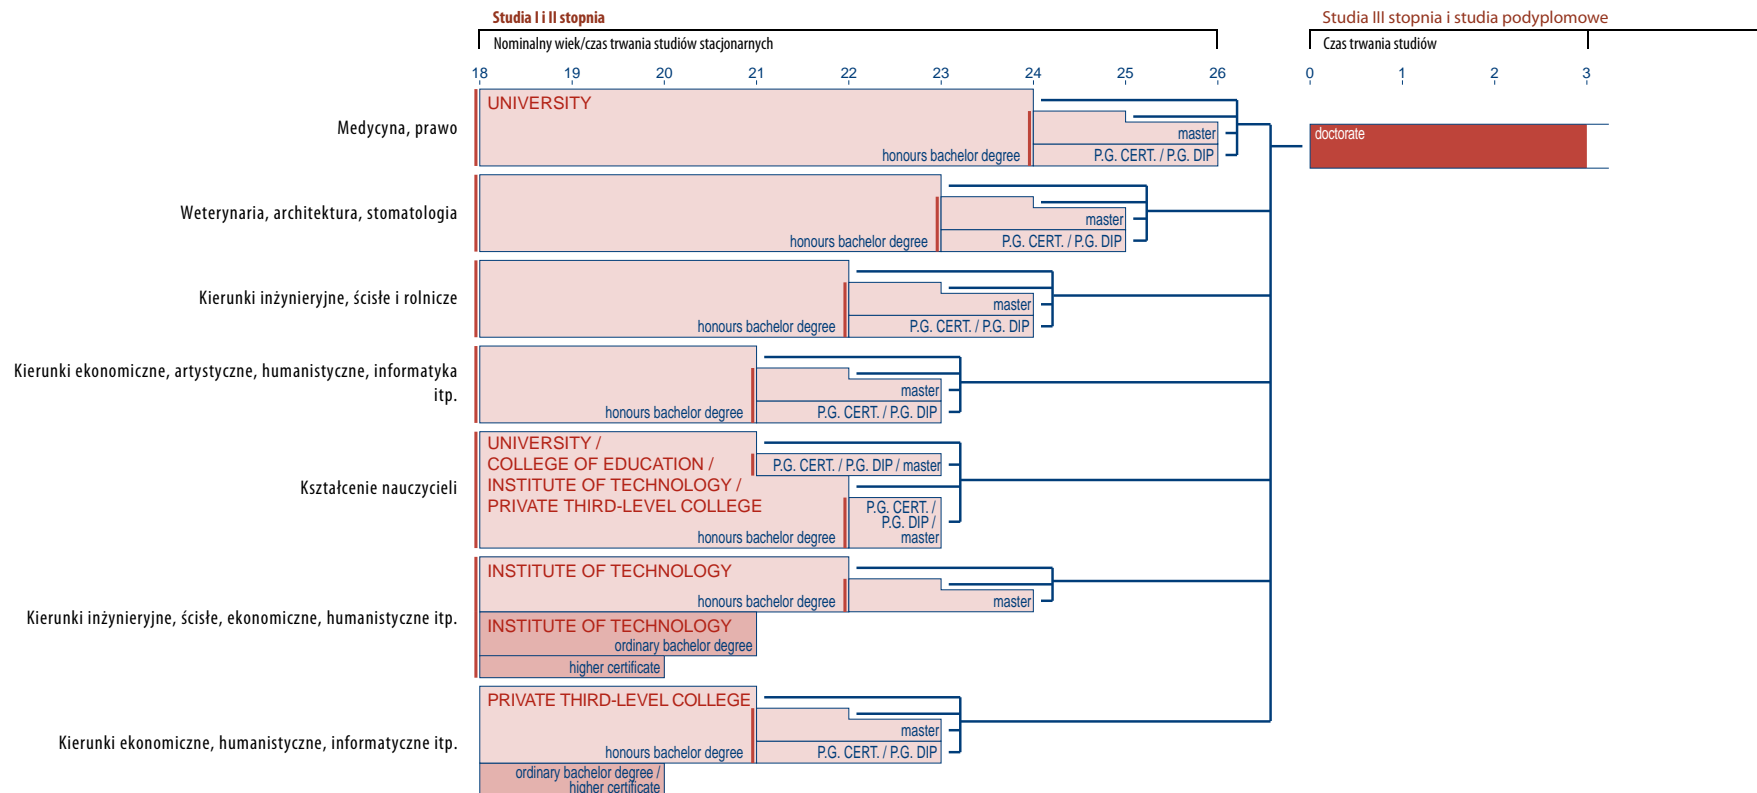 Studia I i II stopnia
Studia III stopnia i studia podyplomowe
Nominalny wiek/czas trwania studiów stacjonarnych
Czas trwania studiów
18 19 20 21 22 23 24 25 26 0 1 2 3
Medycyna, prawo
UNIVERSITY
honours bachelor degree
master
P.G. CERT. / P.G. DIP
doctorate
Weterynaria, architektura, stomatologia
honours bachelor degree
master
P.G. CERT. / P.G. DIP
Kierunki inżynieryjne, ścisłe i rolnicze
honours bachelor degree
master
P.G. CERT. / P.G. DIP
Kierunki ekonomiczne, artystyczne, humanistyczne, informatyka
itp.
honours bachelor degree
master
P.G. CERT. / P.G. DIP
Kształcenie nauczycieli
UNIVERSITY /
COLLEGE OF EDUCATION /
INSTITUTE OF TECHNOLOGY /
PRIVATE THIRD-LEVEL COLLEGE
honours bachelor degree
P.G. CERT. / P.G. DIP / master
P.G. CERT. /
P.G. DIP /
master
Kierunki inżynieryjne, ścisłe, ekonomiczne, humanistyczne itp.
INSTITUTE OF TECHNOLOGY
honours bachelor degree
master
INSTITUTE OF TECHNOLOGY
ordinary bachelor degree
higher certificate
Kierunki ekonomiczne, humanistyczne, informatyczne itp.
PRIVATE THIRD-LEVEL COLLEGE
honours bachelor degree
master
P.G. CERT. / P.G. DIP
ordinary bachelor degree /
higher certificate